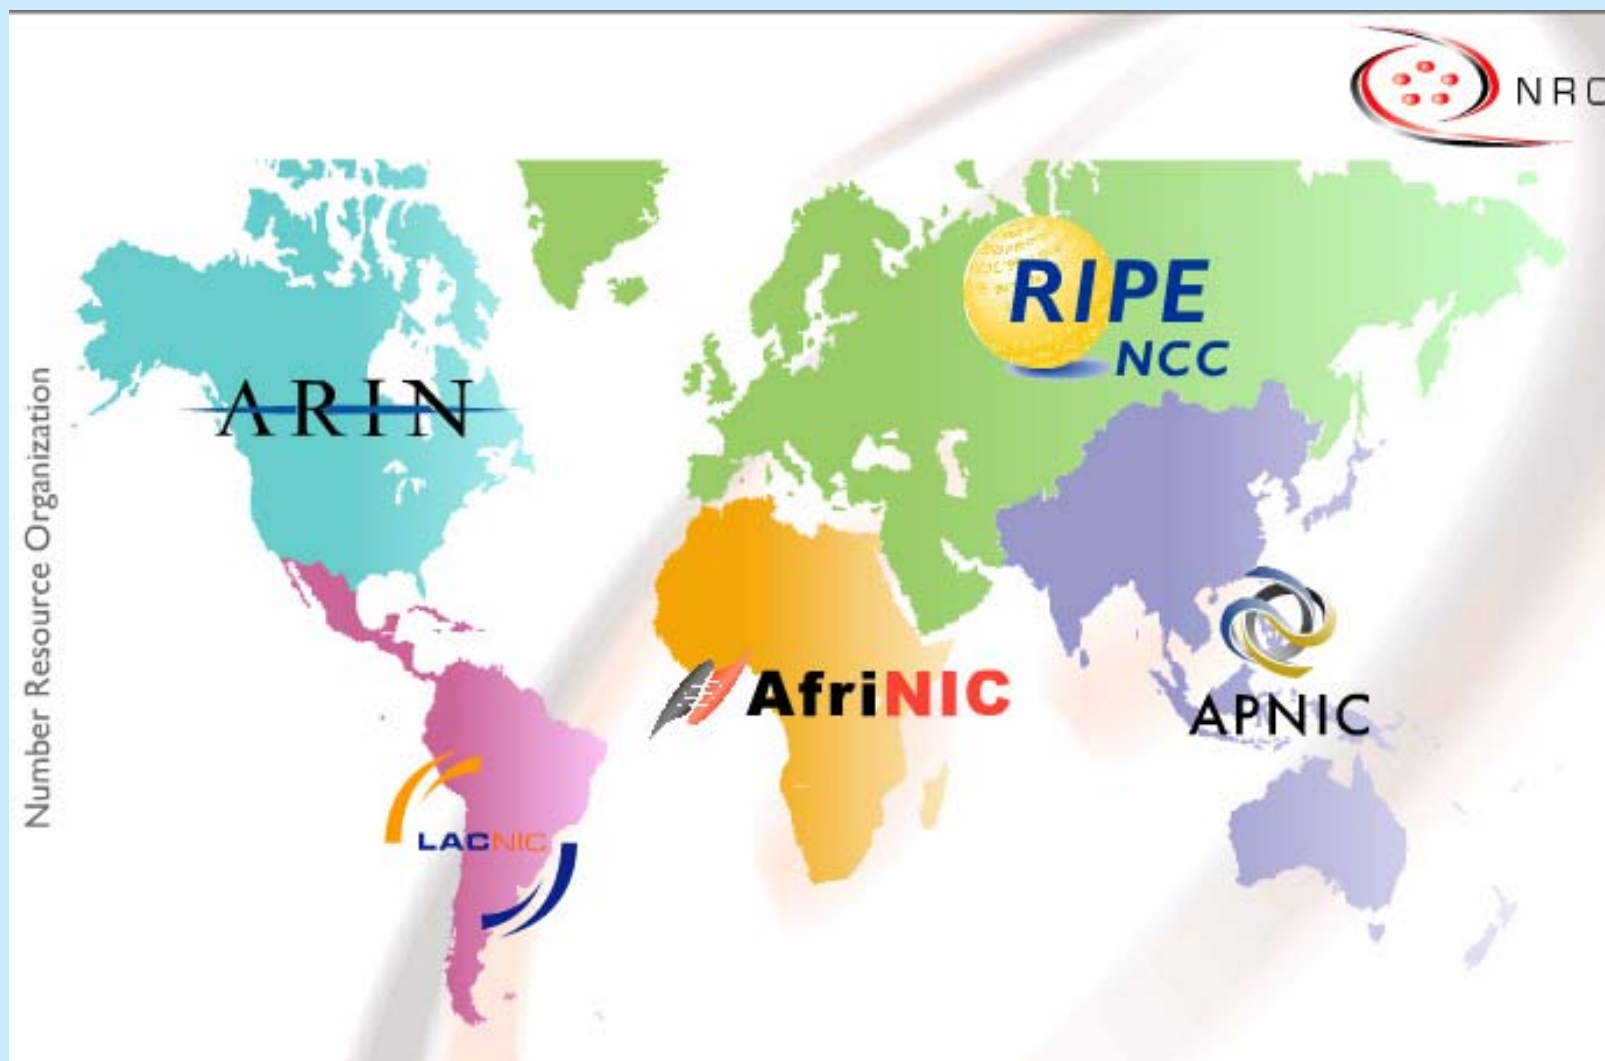 NRO
Number Resource Organization
RIPE
NCC
ARIN
AfriNIC
APNIC
LACNIC